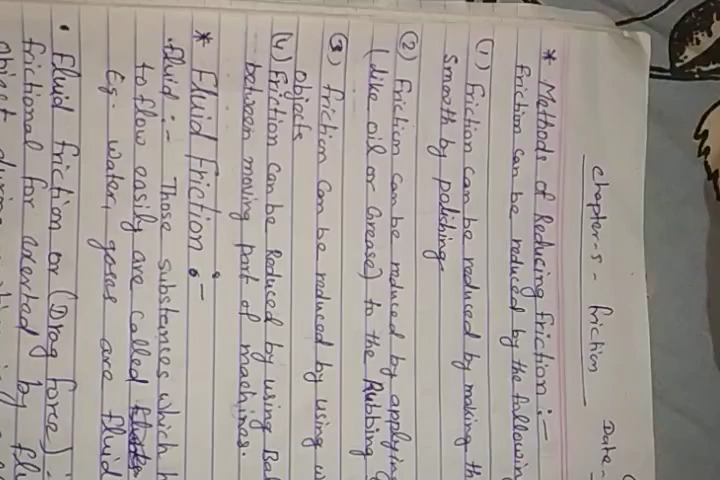 Date-
Chapter-5 - friction
* Methods of Reducing friction :-
friction can be reduced by the followin
(1) Friction can be reduced by making th
smooth by polishing.
(2) Friction can be reduced by applying
(like oil or Grease) to the Rubbing
(3) friction can be reduced by using w
objects
(4) Friction can be Reduced by using Bal
between moving part of machines.
* Fluid friction :-
fluid :- Those substances which h
to flow easily are called
Eg. water, gases are fluid
• Fluid friction or (Drag force) :
frictional for exerted by flu
object during